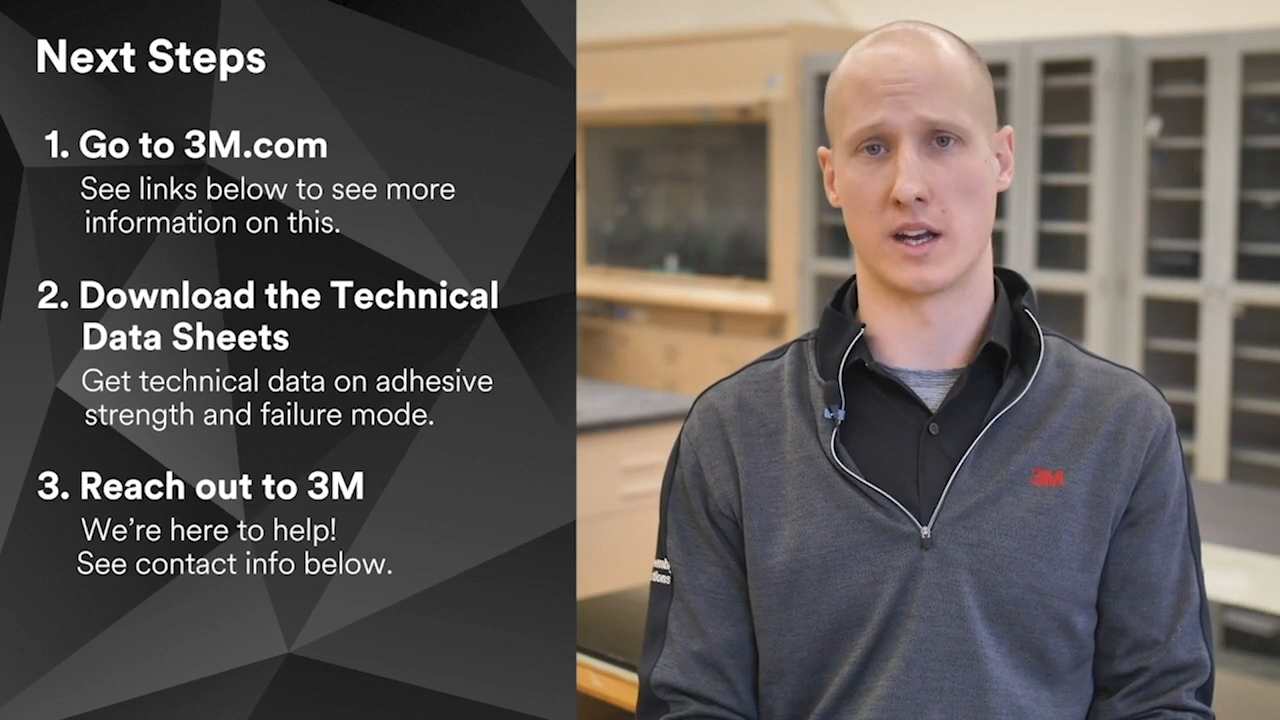 Next Steps
1. Go to 3M.com
See links below to see more
information on this.
2. Download the Technical
Data Sheets
Get technical data on adhesive
strength and failure mode.
3. Reach out to 3M
We’re here to help!
See contact info below.
3M